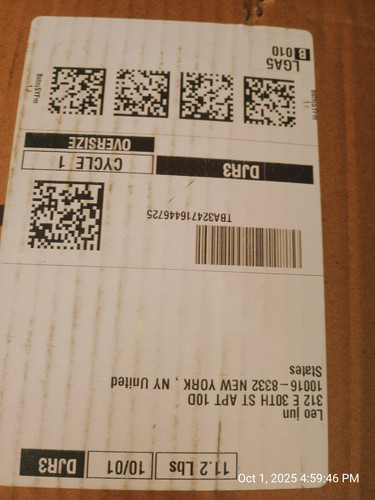 DJR3 10/01 11.2 Lbs
Leo jun
312 E 30TH ST APT 10D
10016-8332 NEW YORK , NY United
States
TBA324716446725
DJR3 CYCLE 1
OVERSIZE
LGA5
B 010
Oct 1, 2025 4:59:46 PM